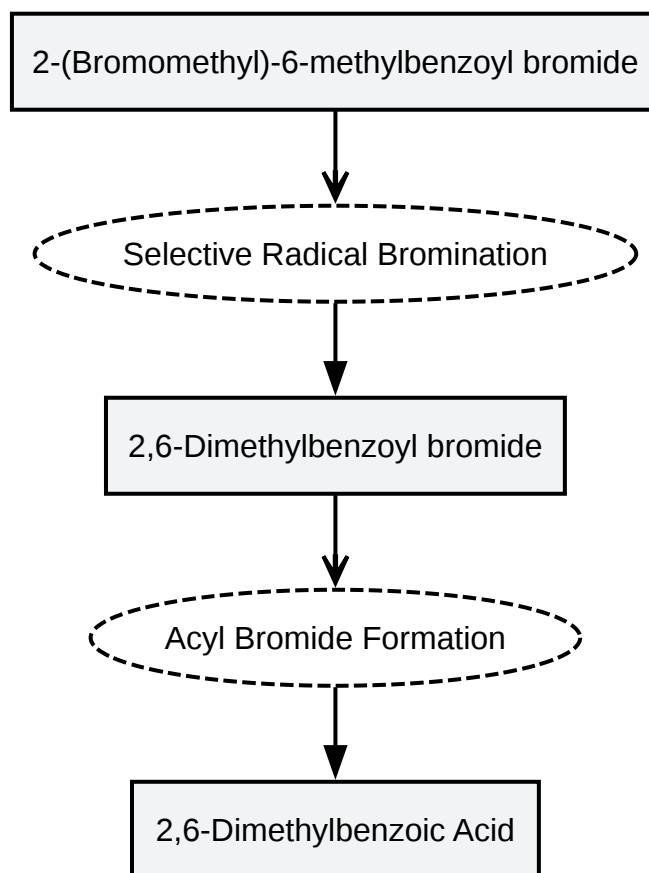 2-(Bromomethyl)-6-methylbenzoyl bromide
Selective Radical Bromination
2,6-Dimethylbenzoyl bromide
Acyl Bromide Formation
2,6-Dimethylbenzoic Acid